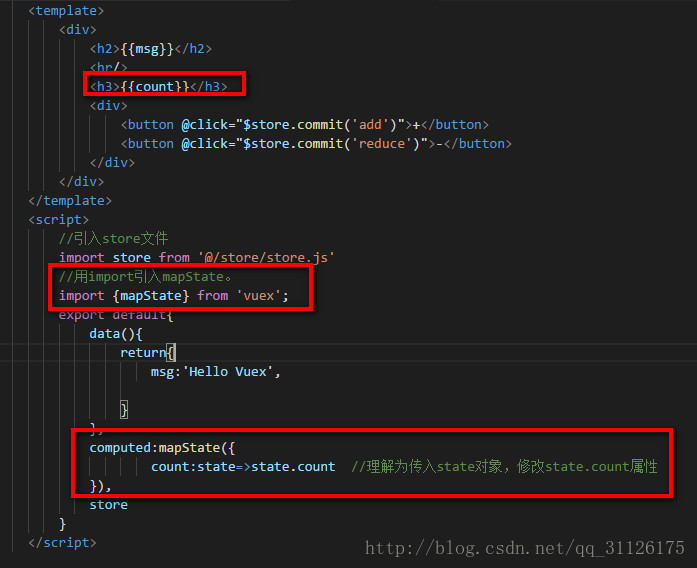 <template>
<div>
<h2>{{msg}}</h2>
<hr/>
<h3>{{count}}</h3>
<div>
<button @click="$store.commit('add')">+</button>
<button @click="$store.commit('reduce')">-</button>
</div>
</div>
</template>
<script>
//引入store文件
import store from '@/store/store.js'
//用import引入mapState。
import {mapState} from 'vuex';
export default{
data(){
return{
msg:'Hello Vuex',
}
},
computed:mapState({
count:state=>state.count //理解为传入state对象，修改state.count属性
}),
store
}
</script>
http://blog.csdn.net/qq_31126175